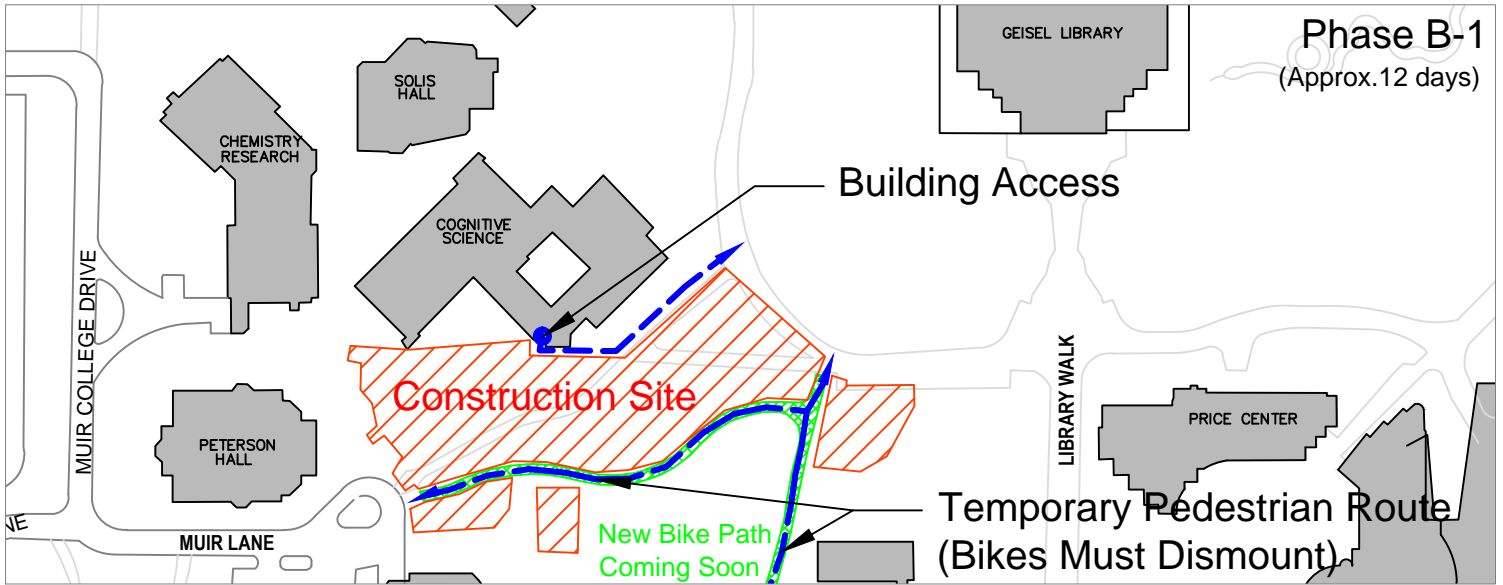 GEISEL LIBRARY
Phase B-1
(Approx.12 days)
SOLIS
HALL
CHEMISTRY
RESEARCH
Building Access
COGNITIVE
SCIENCE
MUIR COLLEGE DRIVE
Construction Site
LIBRARY WALK
PRICE CENTER
PETERSON
HALL
Temporary Pedestrian Route
(Bikes Must Dismount)
New Bike Path
Coming Soon
NE
MUIR LANE